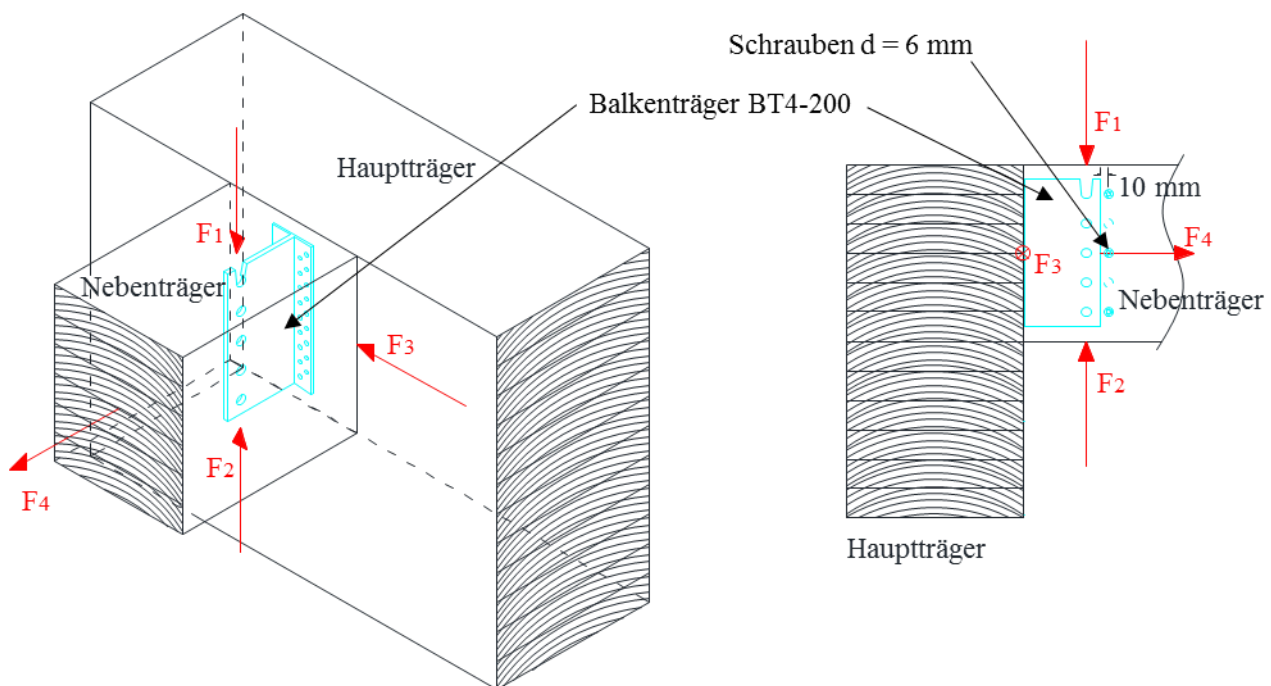 Schrauben d = 6 mm
Balkenträger BT4-200
Hauptträger
F1
Nebenträger
F3
F2
F4
F1
10 mm
F4
F3
Nebenträger
F2
Hauptträger